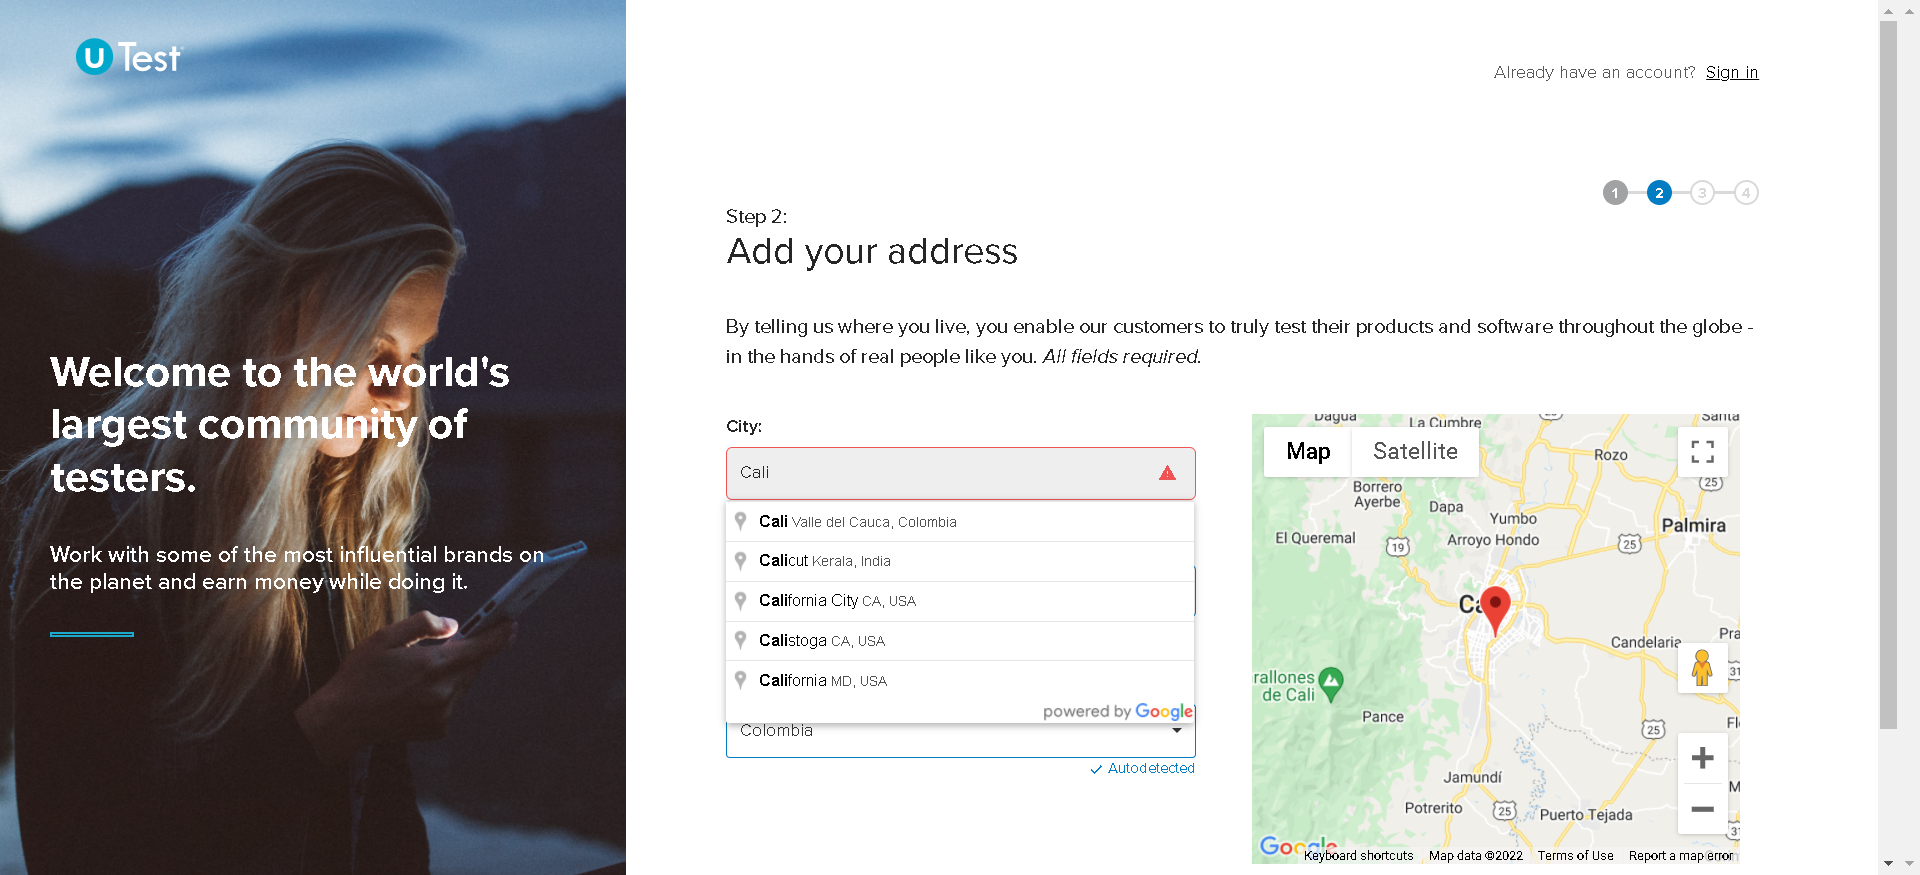 U Test
Already have an account? Sign in
1 2 3 4
Step 2:
Add your address
By telling us where you live, you enable our customers to truly test their products and software throughout the globe -
in the hands of real people like you. All fields required.
Welcome to the world's
largest community of
testers.
Work with some of the most influential brands on
the planet and earn money while doing it.
City:
Cali
Cali Valle del Cauca, Colombia
Calicut Kerala, India
California City CA, USA
Calistoga CA, USA
California MD, USA
powered by Google
Colombia
Autodetected
Map
Satellite
Dagua
La Cumbre
25
Santa
Rozo
25
Borrero
Ayerbe
Dapa
Yumbo
Palmira
El Queremal
19
Arroyo Hondo
25
Candelaria
Pra
31
rallones
de Cali
Pance
25
Jamundí
Potrerito
25
Puerto Tejada
31
Google
Keyboard shortcuts
Map data ©2022
Terms of Use
Report a map error